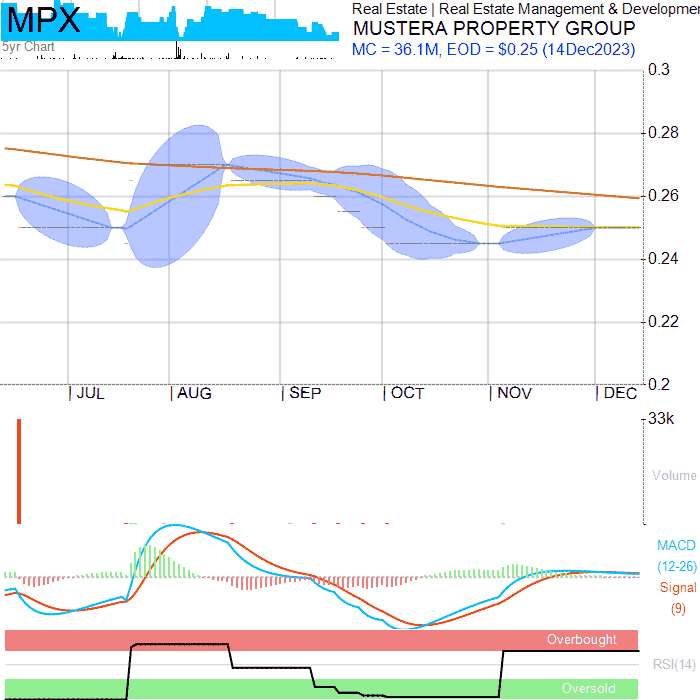 MPX
Real Estate | Real Estate Management & Developmen
MUSTERA PROPERTY GROUP
MC = 36.1M, EOD = $0.25 (14Dec2023)
5yr Chart
0.3
0.28
0.26
0.24
0.22
0.2
| JUL | AUG | SEP | OCT | NOV | DEC
33k
Volume
MACD
(12-26)
Signal
(9)
Overbought
RSI(14)
Oversold